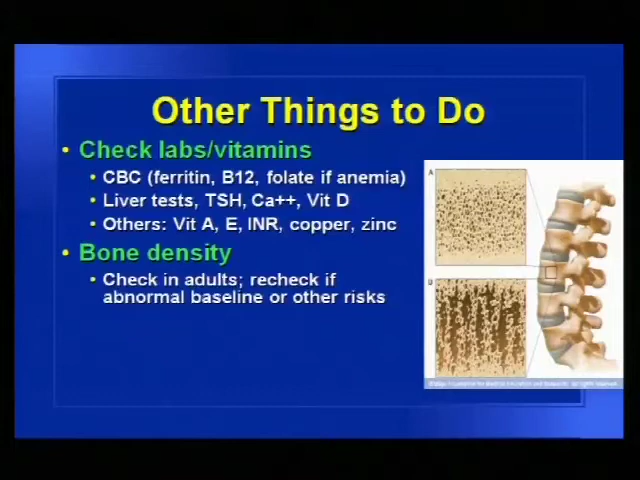 Other Things to Do
• Check labs/vitamins
• CBC (ferritin, B12, folate if anemia)
• Liver tests, TSH, Ca++, Vit D
• Others: Vit A, E, INR, copper, zinc
• Bone density
• Check in adults; recheck if
abnormal baseline or other risks
A
B